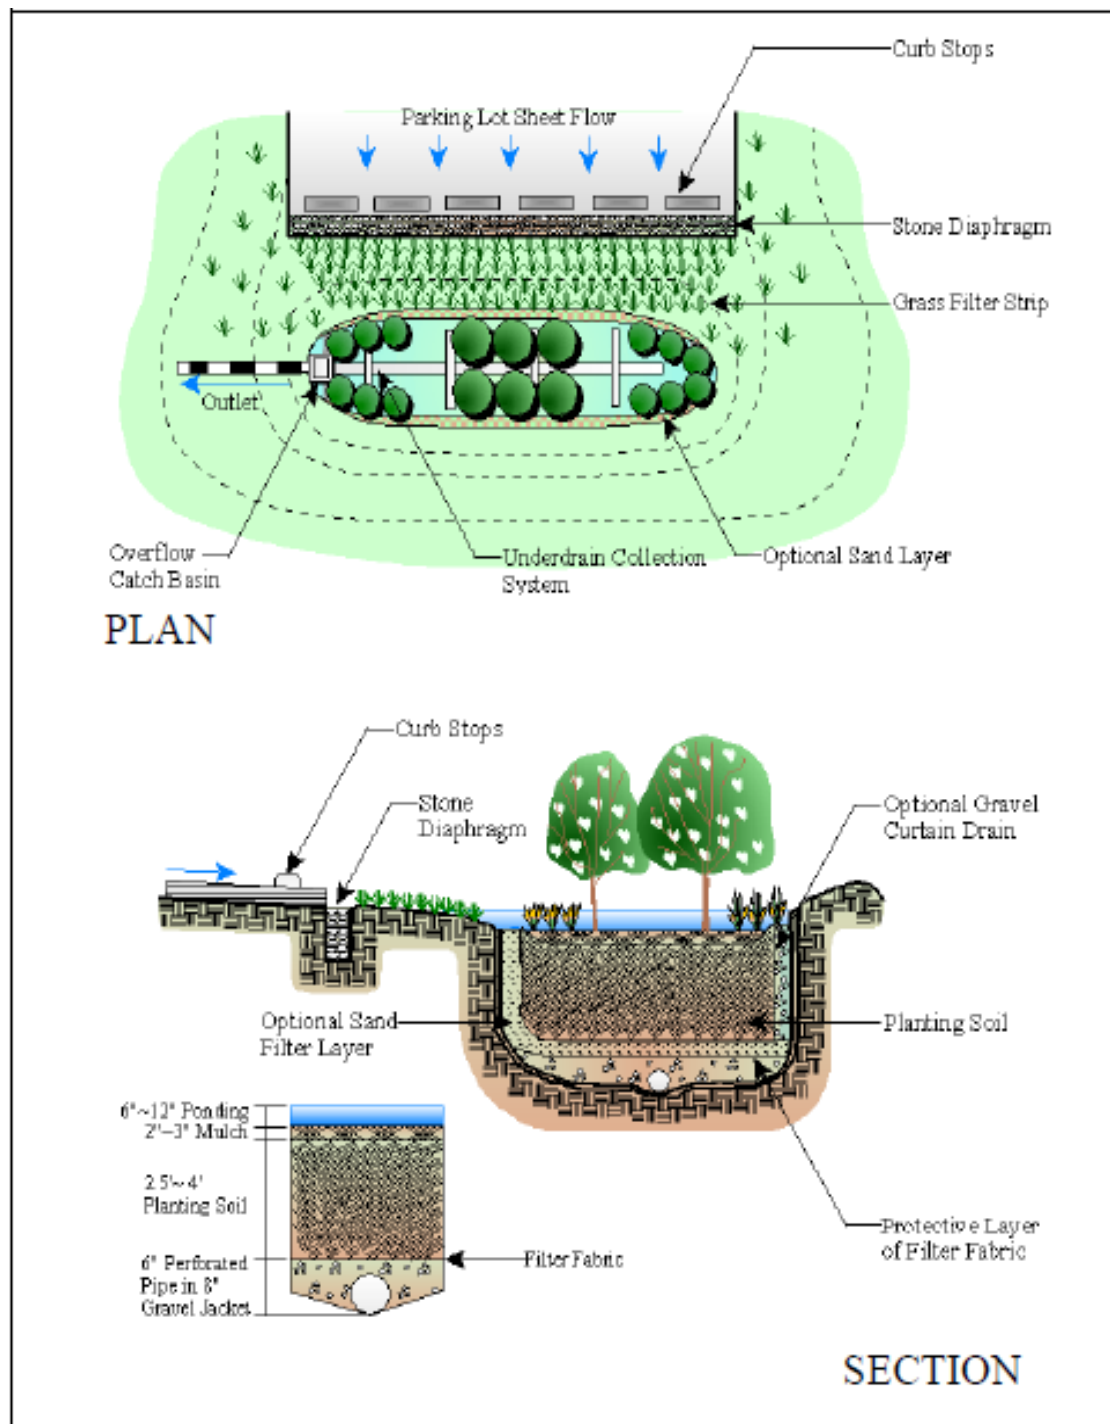 Curb Stops
Parking Lot Sheet Flow
Stone Diaphragm
Grass Filter Strip
Outlet
Overflow
Catch Basin
Underdrain Collection
System
Optional Sand Layer
PLAN
Curb Stops
Stone
Diaphragm
Optional Gravel
Curtain Drain
Optional Sand
Filter Layer
Planting Soil
6"~12" Ponding
2"~3" Mulch
2.5'~4'
Planting Soil
Protective Layer
of Filter Fabric
6" Perforated
Pipe in 8"
Gravel Jacket
Filter Fabric
SECTION